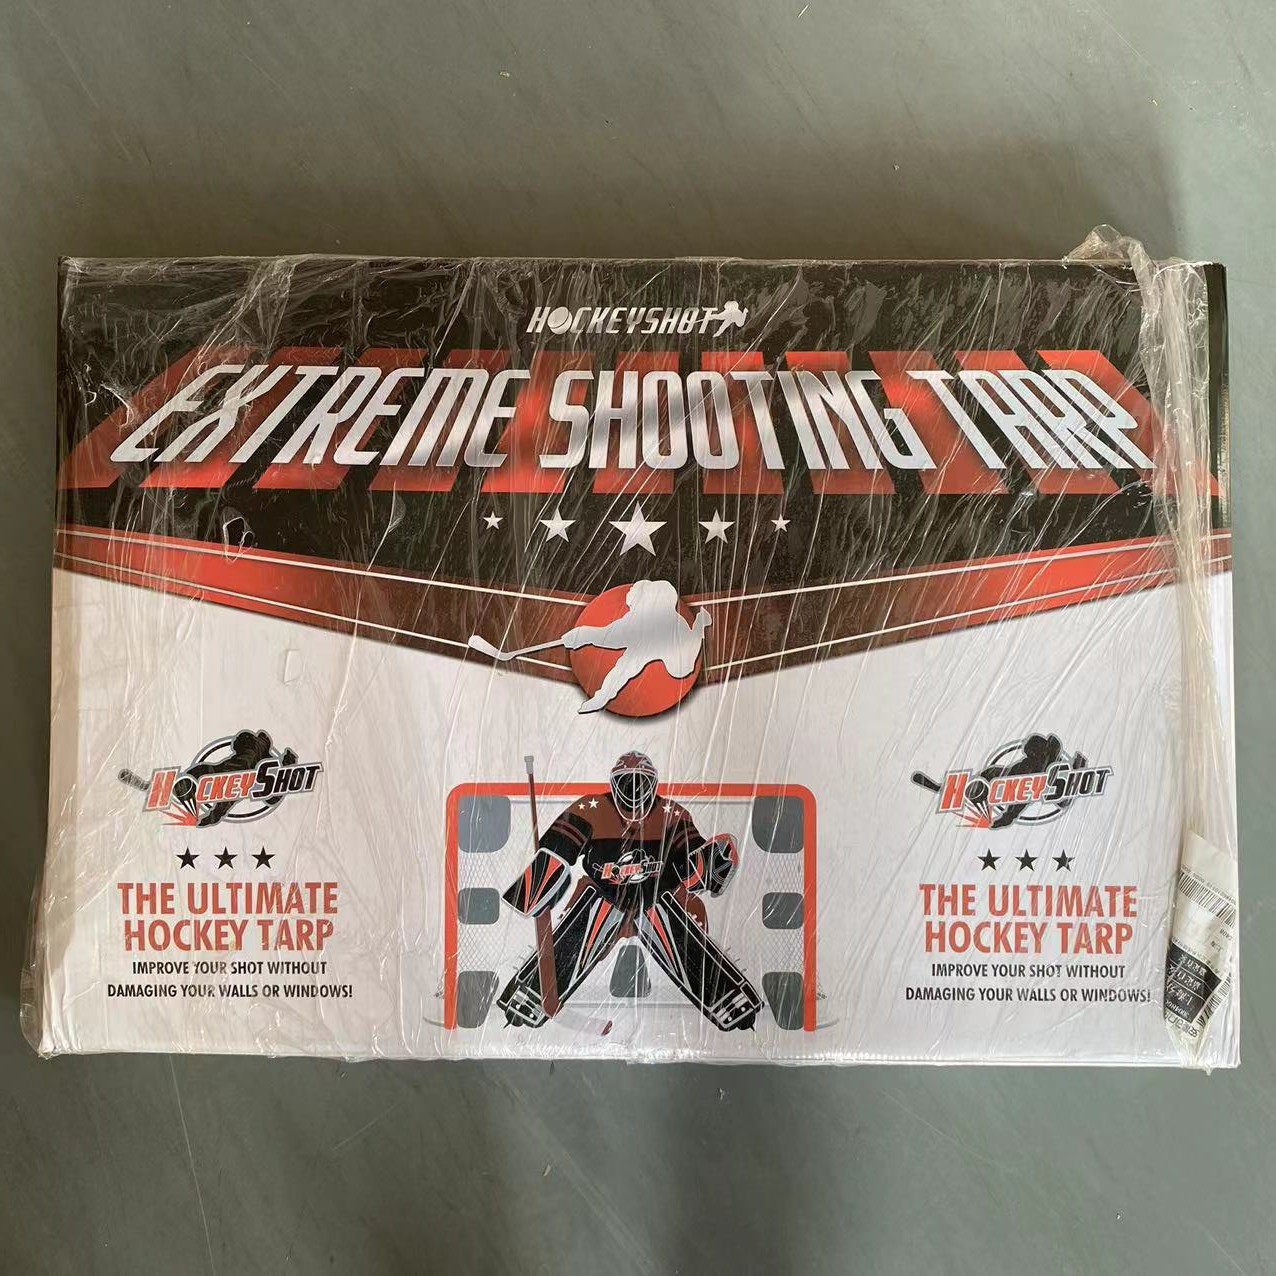 HOCKEYSHOT
EXTREME SHOOTING TARP
HOCKEYSHOT
THE ULTIMATE
HOCKEY TARP
IMPROVE YOUR SHOT WITHOUT
DAMAGING YOUR WALLS OR WINDOWS!
HOCKEYSHOT
HOCKEYSHOT
THE ULTIMATE
HOCKEY TARP
IMPROVE YOUR SHOT WITHOUT
DAMAGING YOUR WALLS OR WINDOWS!